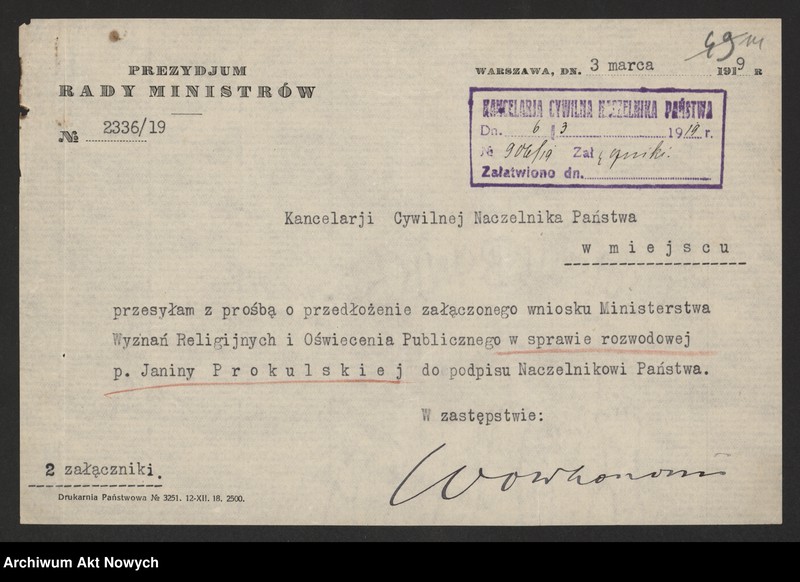 PREZYDJUM
RADY MINISTRÓW
№ 2336/19
WARSZAWA, DN. 3 marca 1919 R
KANCELARJA CYWILNA NACZELNIKA PAŃSTWA
Dn. 6 3 1919 r.
№ 906/19 Zał
Załatwiono dn.
Kancelarji Cywilnej Naczelnika Państwa
w miejscu
przesyłam z prośbą o przedłożenie załączonego wniosku Ministerstwa
Wyznań Religijnych i Oświecenia Publicznego w sprawie rozwodowej
p. Janiny Prokulskiej do podpisu Naczelnikowi Państwa.
W zastępstwie:
2 załączniki.
Drukarnia Państwowa № 3251. 12-XII. 18. 2500.
Archiwum Akt Nowych